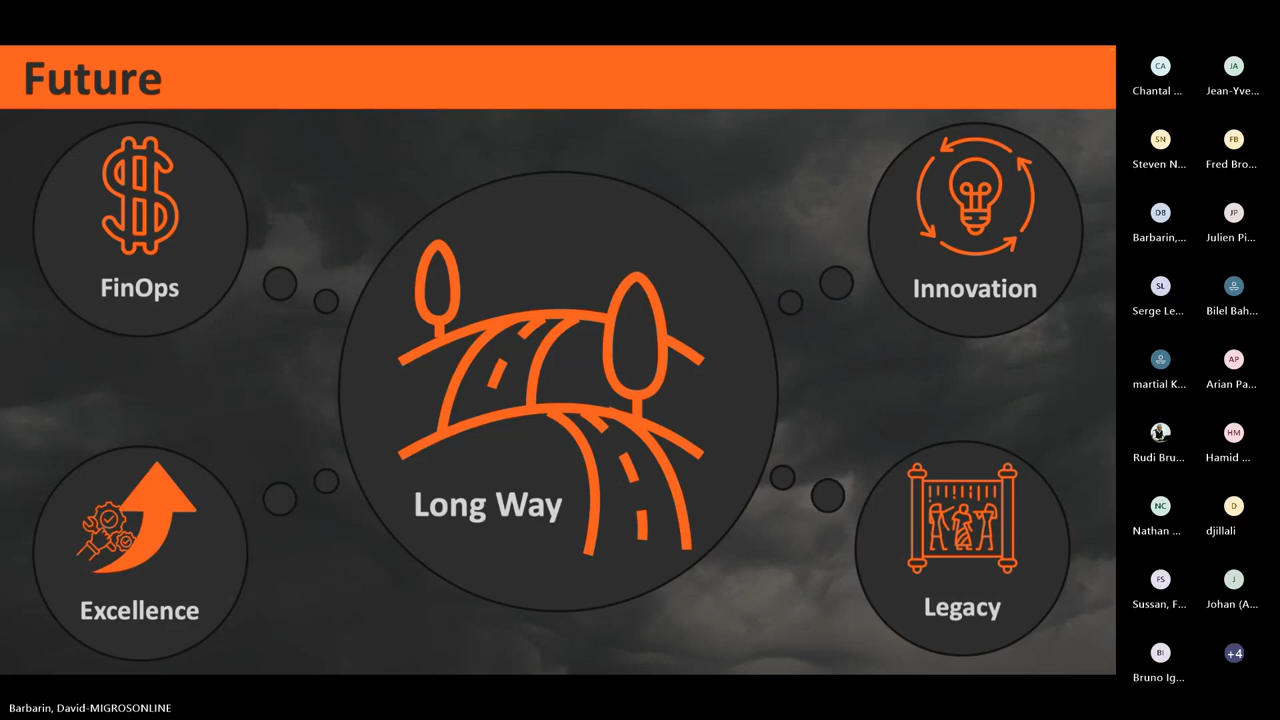 Future
FinOps
Innovation
Long Way
Excellence
Legacy
CA
JA
Chantal ...
Jean-Yve...
SN
FB
Steven N...
Fred Bro...
DB
JP
Barbarin,...
Julien Pi...
SL
Serge Le...
Bilel Bah...
AP
martial K...
Arian Pa...
HM
Rudi Bru...
Hamid ...
NC
D
Nathan ...
djillali
FS
J
Sussan, F...
Johan (A...
BI
+4
Bruno Ig...
Barbarin, David-MIGROSONLINE